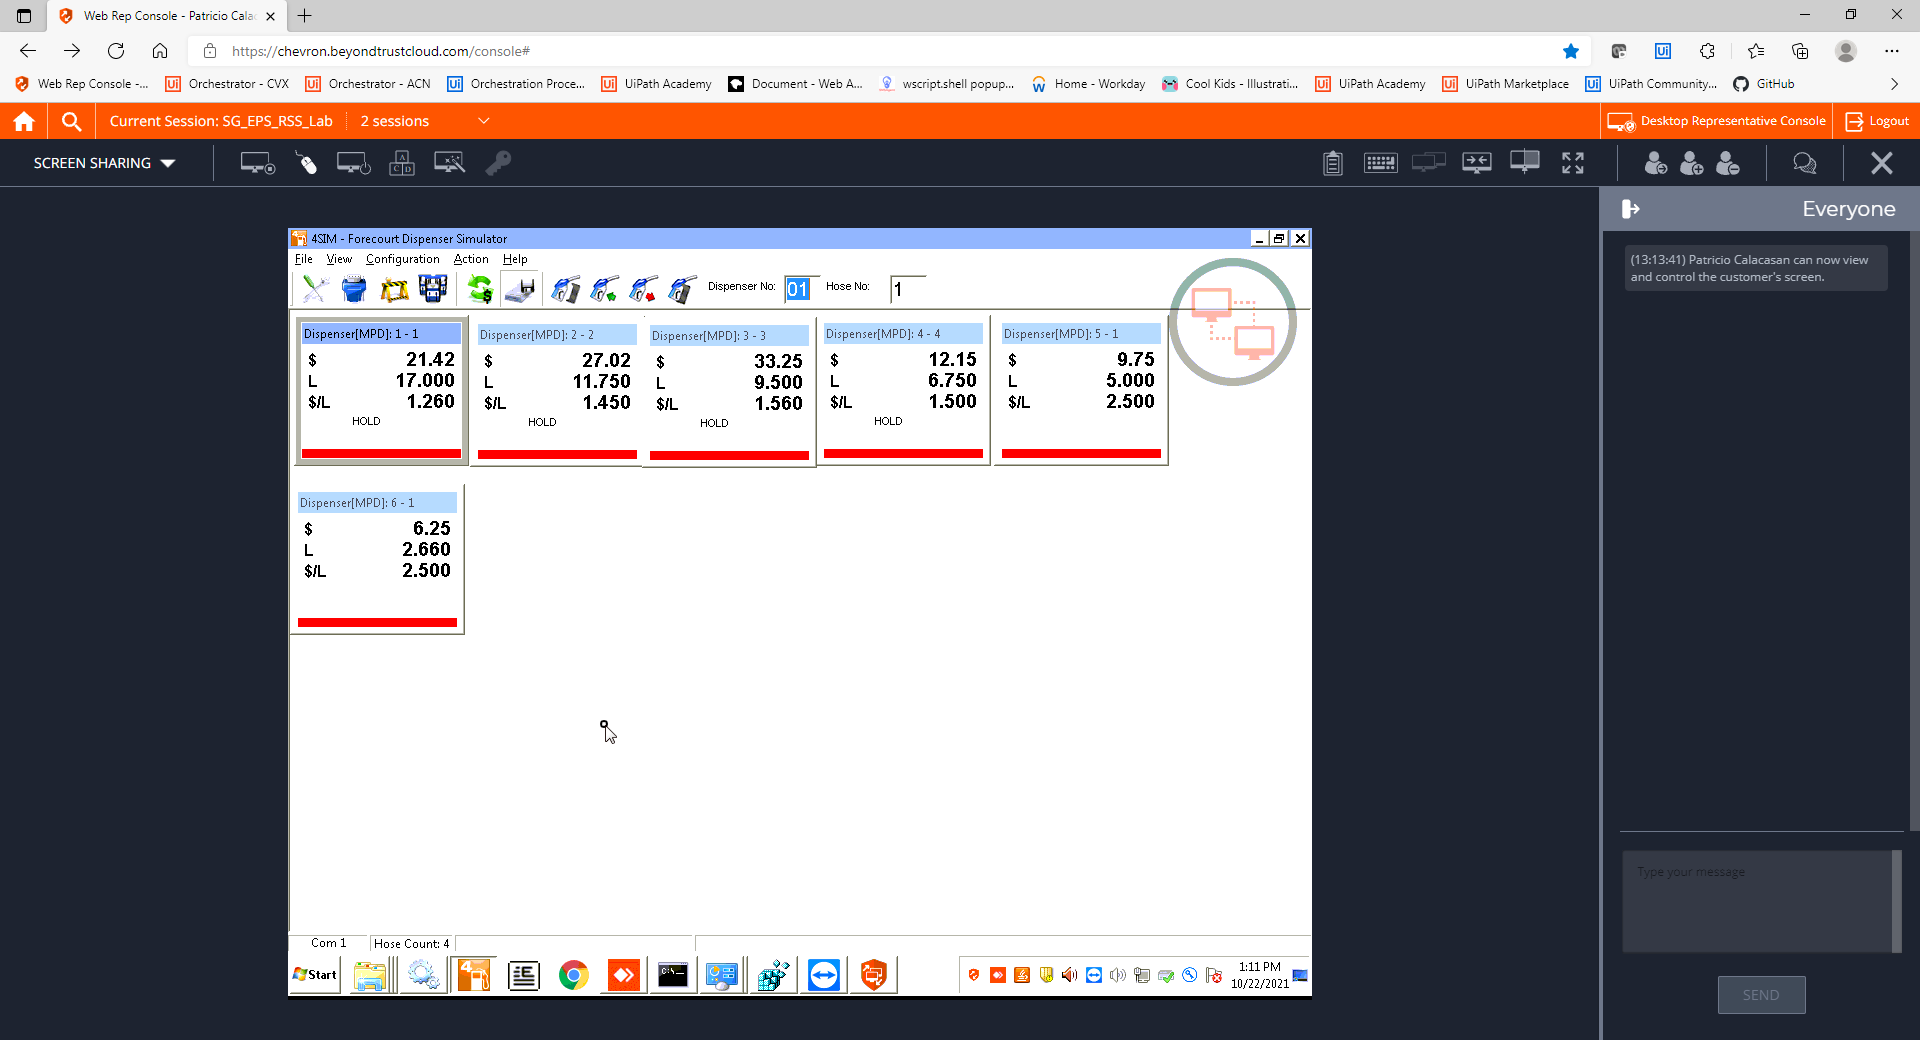 Web Rep Console - Patricio Cala
https://chevron.beyondtrustcloud.com/console#
Web Rep Console -...
Orchestrator - CVX
Orchestrator - ACN
Orchestration Proce...
UiPath Academy
Document - Web A...
wscript.shell popup...
Home - Workday
Cool Kids - Illustrati...
UiPath Academy
UiPath Marketplace
UiPath Community...
GitHub
Current Session: SG_EPS_RSS_Lab
2 sessions
Desktop Representative Console
Logout
SCREEN SHARING
Everyone
(13:13:41) Patricio Calacasan can now view
and control the customer's screen.
4SIM - Forecourt Dispenser Simulator
File View Configuration Action Help
Dispenser No: 01 Hose No: 1
Dispenser[MPD]: 1 - 1
$ 21.42
L 17.000
$/L 1.260
HOLD
Dispenser[MPD]: 2 - 2
$ 27.02
L 11.750
$/L 1.450
HOLD
Dispenser[MPD]: 3 - 3
$ 33.25
L 9.500
$/L 1.560
HOLD
Dispenser[MPD]: 4 - 4
$ 12.15
L 6.750
$/L 1.500
HOLD
Dispenser[MPD]: 5 - 1
$ 9.75
L 5.000
$/L 2.500
Dispenser[MPD]: 6 - 1
$ 6.25
L 2.660
$/L 2.500
Com 1
Hose Count: 4
Start
1:11 PM
10/22/2021
Type your message
SEND